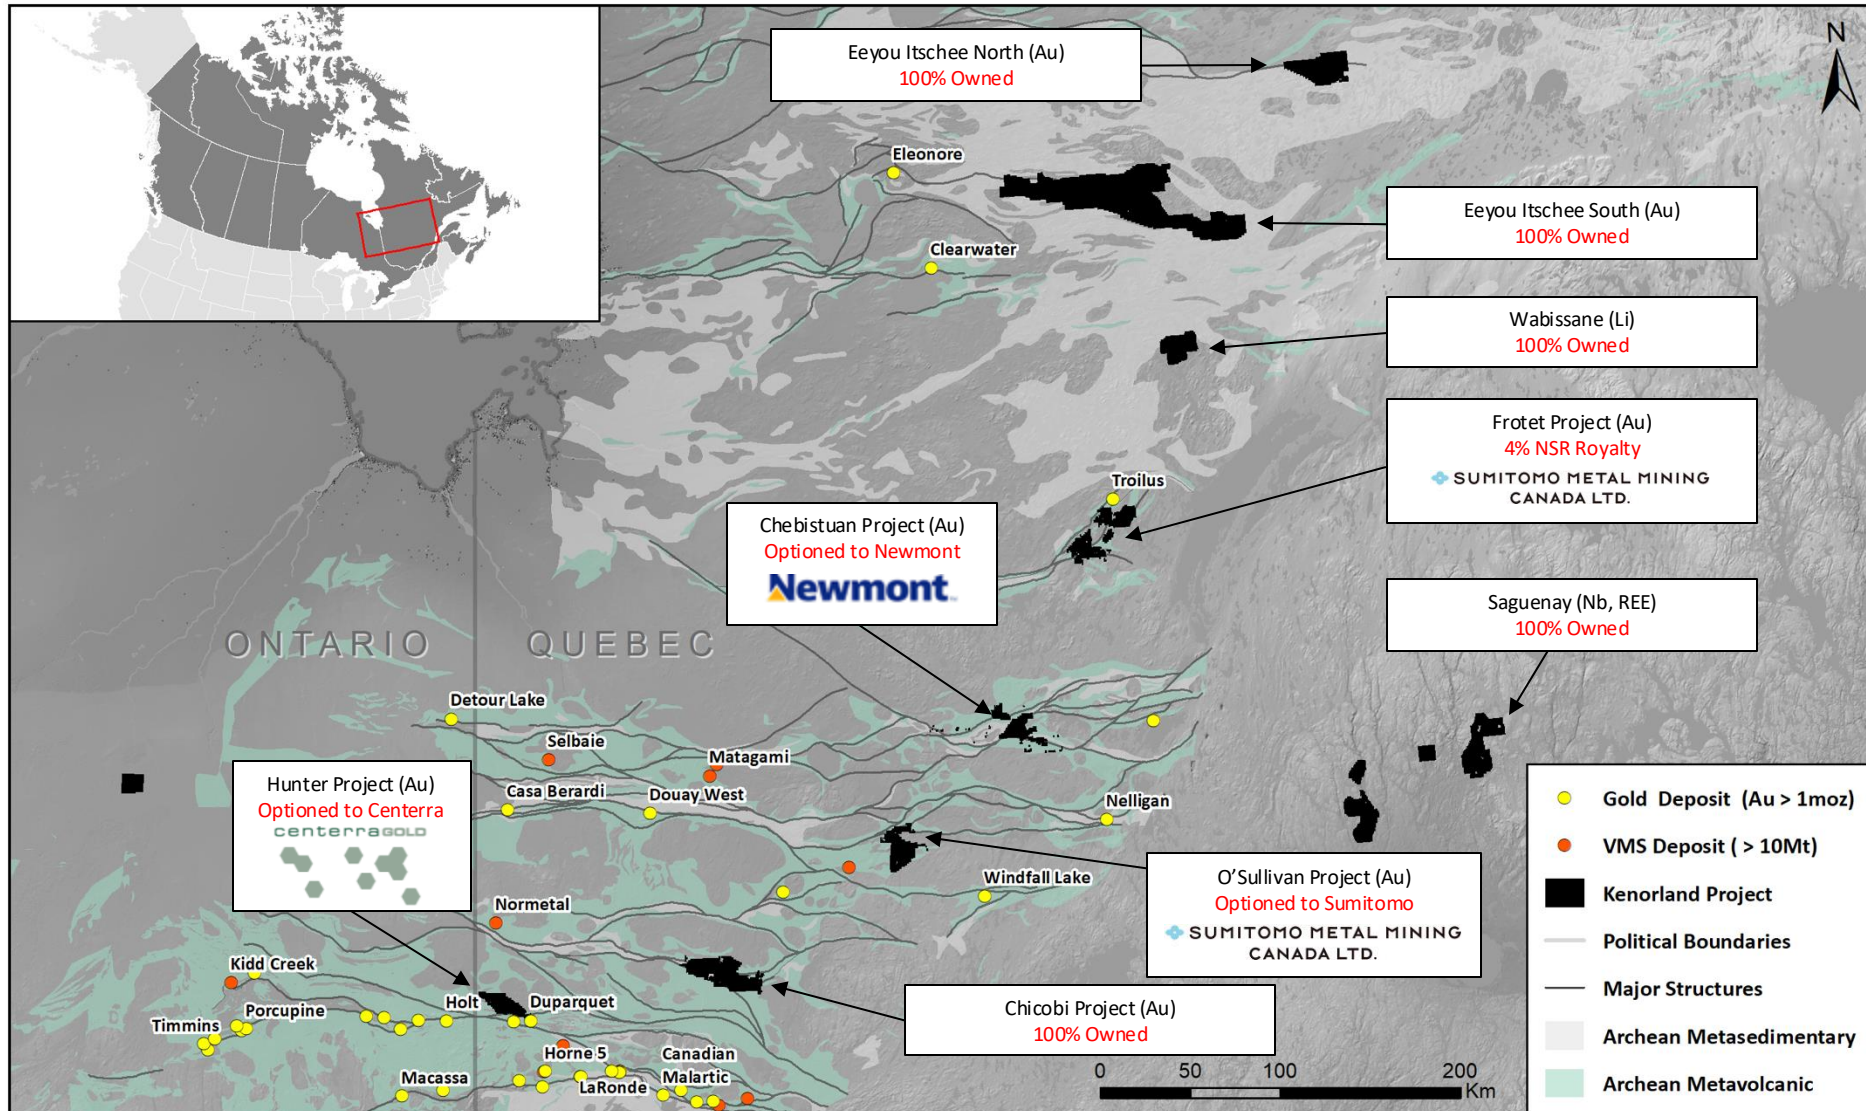 N
Eeyou Itschee North (Au)
100% Owned
Eleonore
Eeyou Itschee South (Au)
100% Owned
Clearwater
Wabissane (Li)
100% Owned
Frotet Project (Au)
4% NSR Royalty
SUMITOMO METAL MINING
CANADA LTD.
Troilus
Chebistuan Project (Au)
Optioned to Newmont
Newmont
Saguenay (Nb, REE)
100% Owned
ONTARIO
QUEBEC
Detour Lake
Selbaie
Matagami
Hunter Project (Au)
Optioned to Centerra
centerraGOLD
Casa Berardi
Douay West
Nelligan
O'Sullivan Project (Au)
Optioned to Sumitomo
SUMITOMO METAL MINING
CANADA LTD.
Windfall Lake
Normetal
Kidd Creek
Holt
Duparquet
Porcupine
Timmins
Chicobi Project (Au)
100% Owned
Horne 5
Canadian
Malartic
LaRonde
Macassa
Gold Deposit (Au > 1moz)
VMS Deposit ( > 10Mt)
Kenorland Project
Political Boundaries
Major Structures
Archean Metasedimentary
Archean Metavolcanic
0 50 100 200
Km